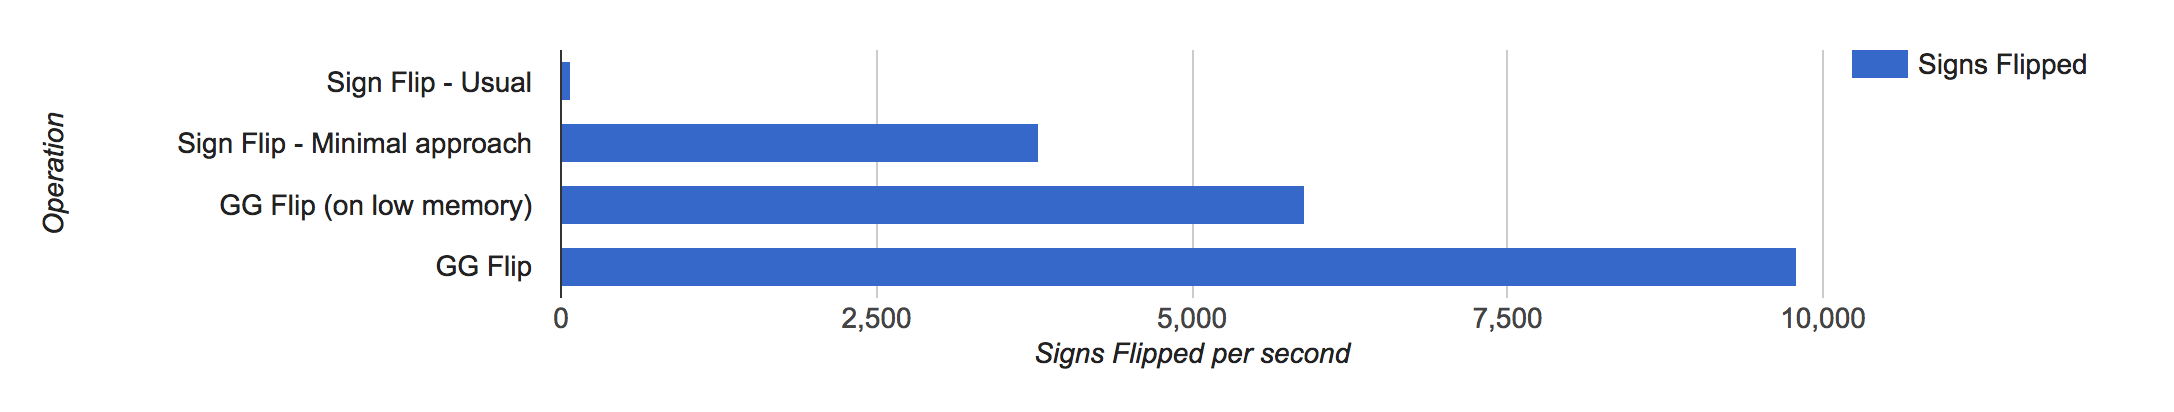 Operation
Sign Flip - Usual
Sign Flip - Minimal approach
GG Flip (on low memory)
GG Flip
0 2,500 5,000 7,500 10,000
Signs Flipped per second
Signs Flipped